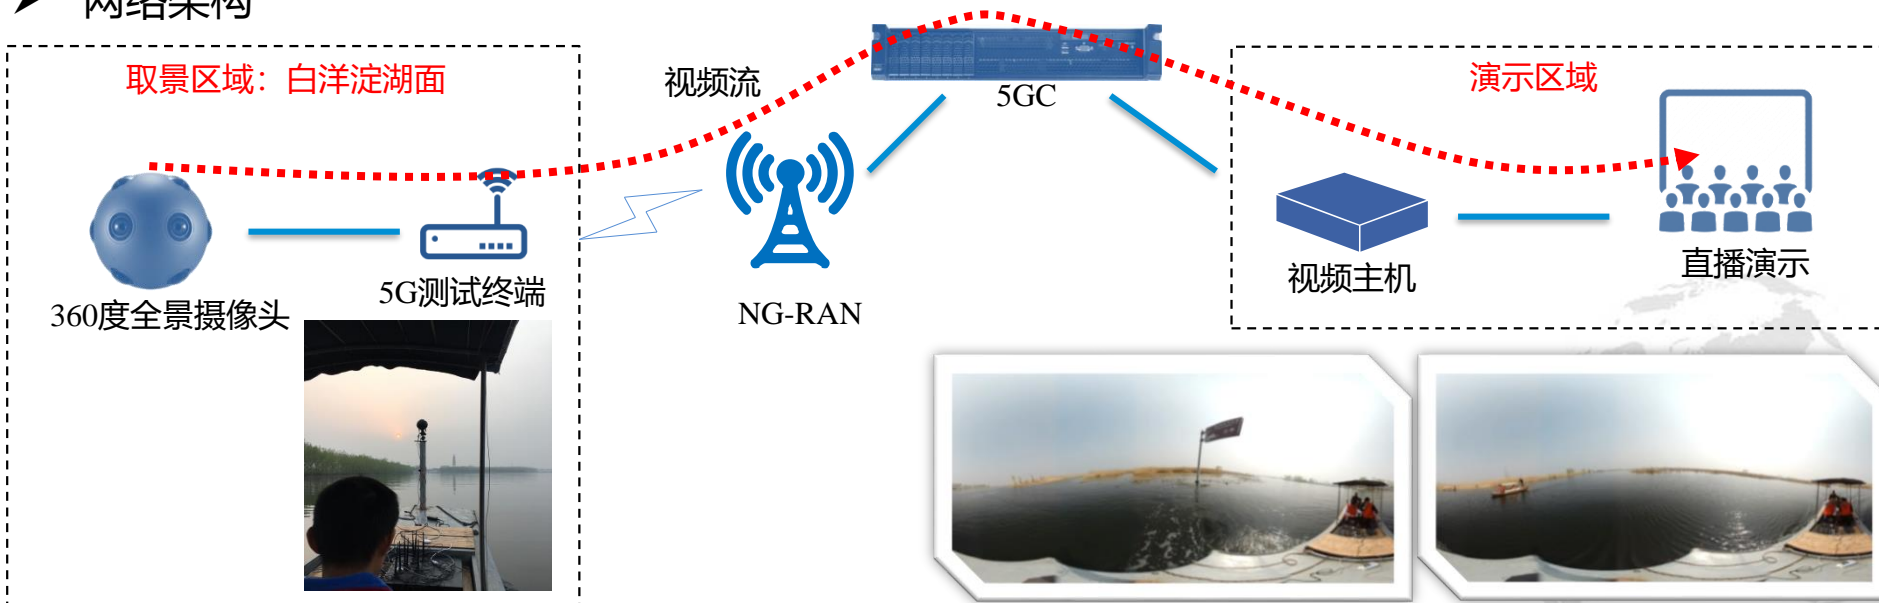 网络架构
取景区域：白洋淀湖面
视频流
5GC
演示区域
360度全景摄像头
5G测试终端
NG-RAN
视频主机
直播演示